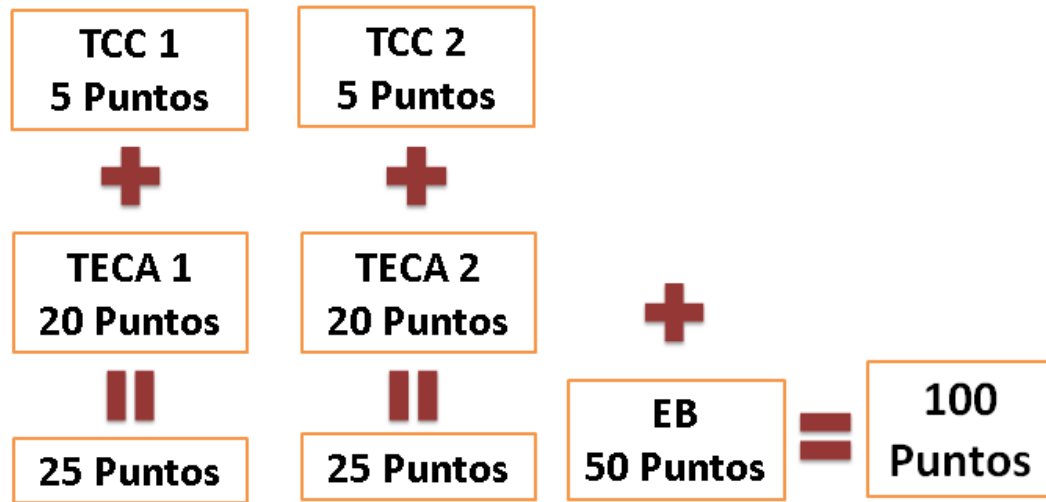 TCC 1
5 Puntos
TCC 2
5 Puntos
TECA 1
20 Puntos
TECA 2
20 Puntos
25 Puntos
25 Puntos
EB
50 Puntos
100
Puntos